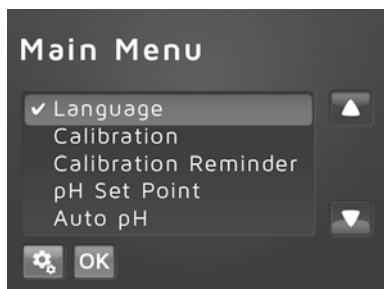 Main Menu
Language
Calibration
Calibration Reminder
pH Set Point
Auto pH
OK